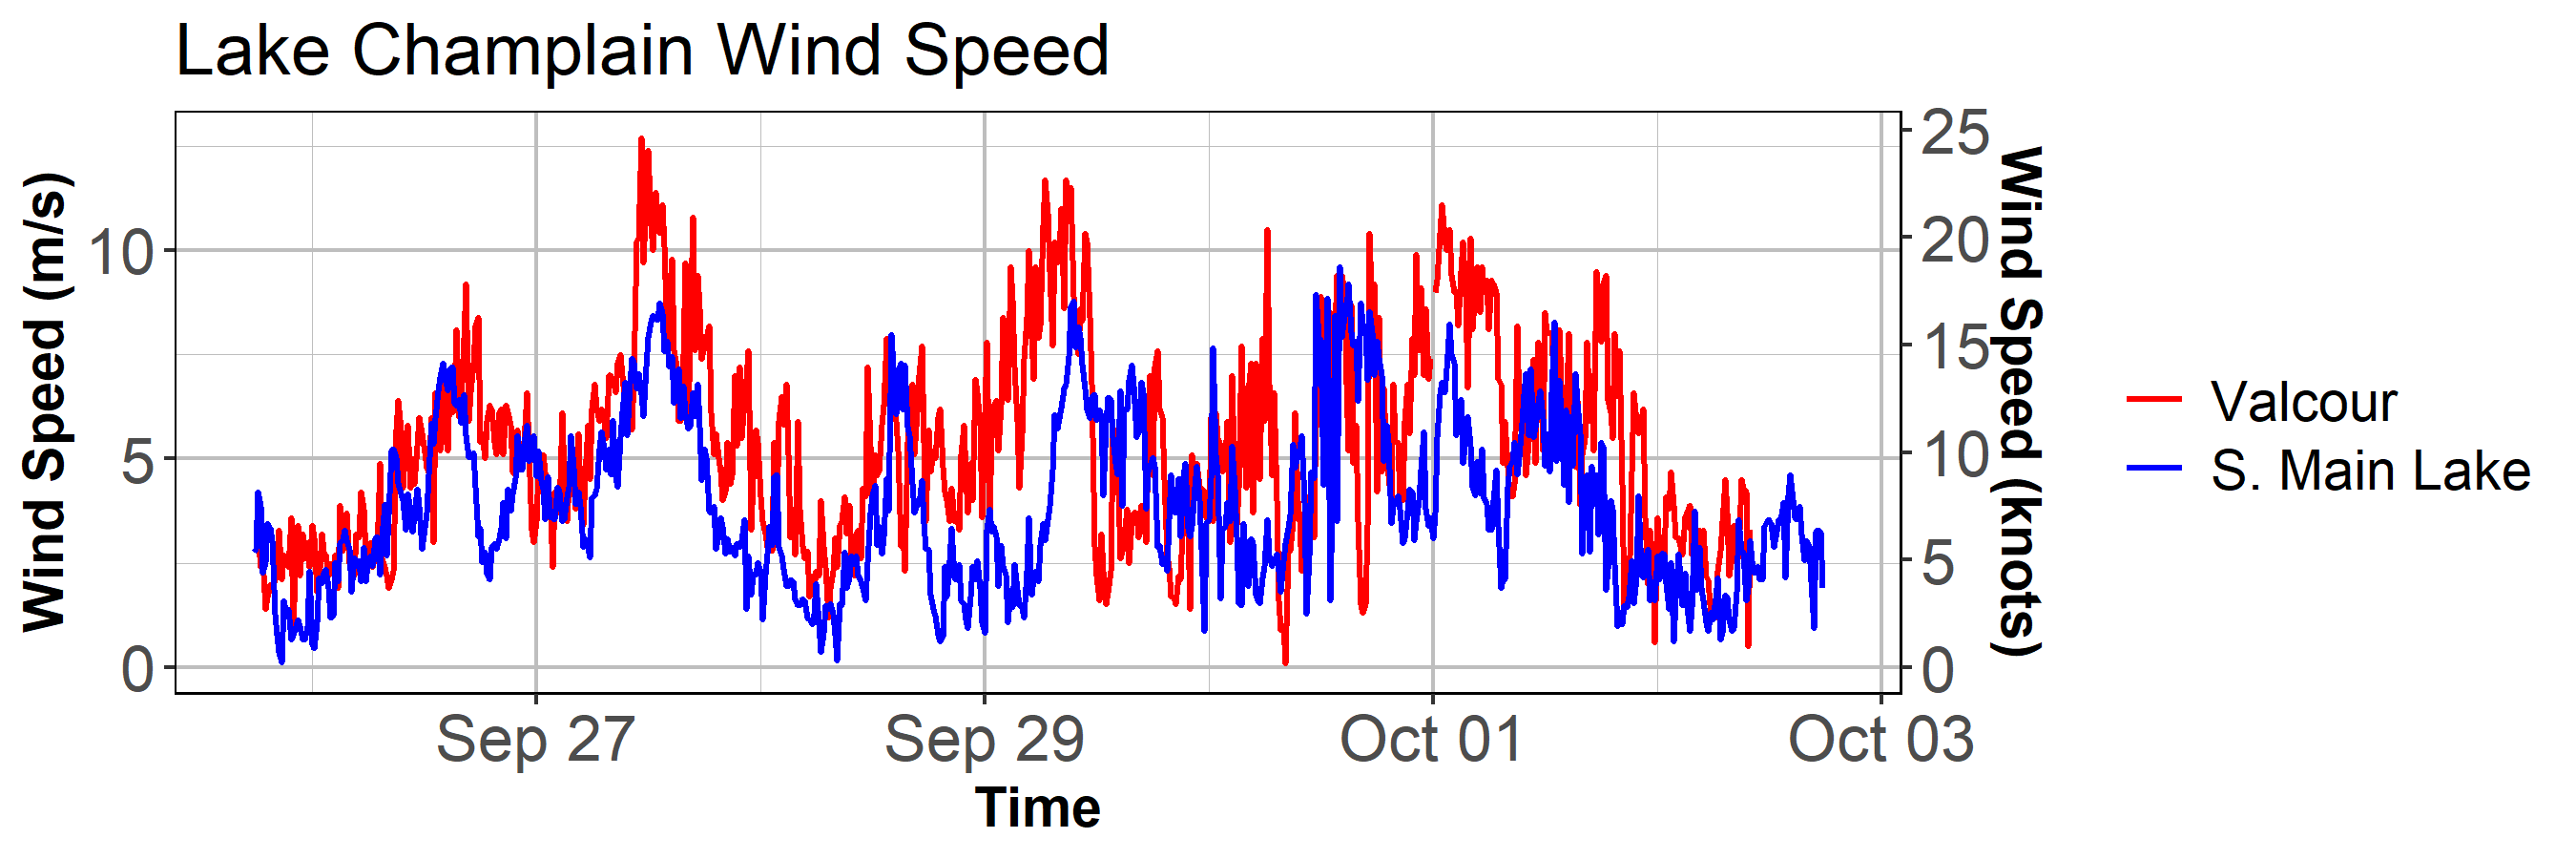 Lake Champlain Wind Speed
Wind Speed (m/s)
10
5
0
25
20
15
10
5
0
Wind Speed (knots)
Sep 27
Sep 29
Oct 01
Oct 03
Time
Valcour
S. Main Lake